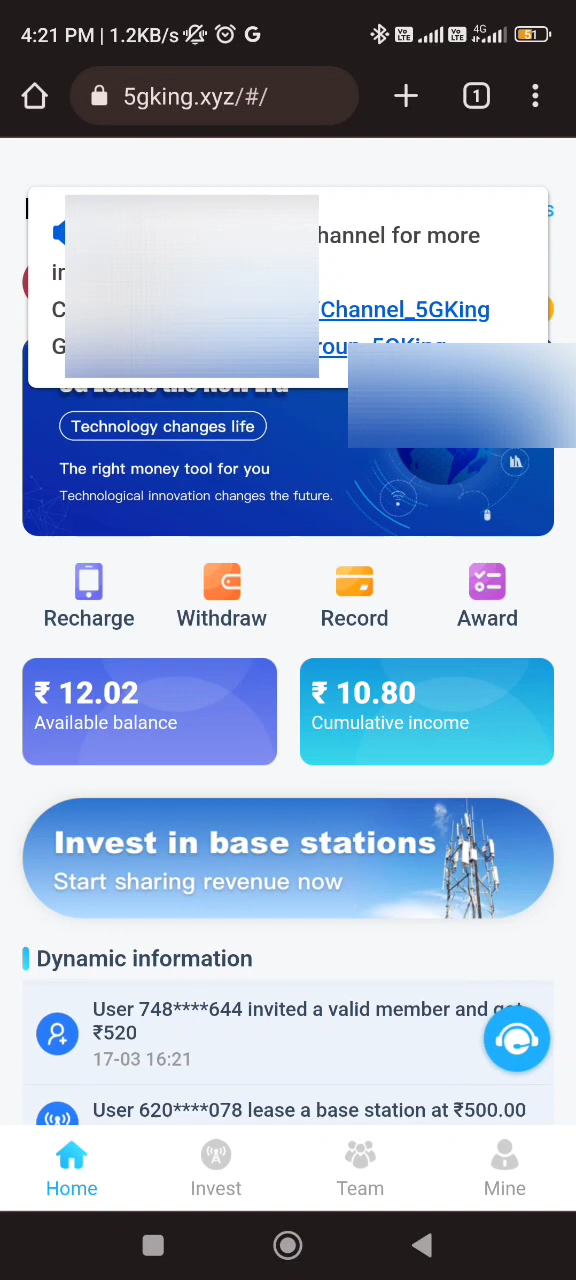 4:21 PM | 1.2KB/s
4G
51
5gking.xyz/#/
1
hannel for more
Channel_5GKing
Technology changes life
The right money tool for you
Technological innovation changes the future.
Recharge Withdraw Record Award
₹ 12.02
Available balance
₹ 10.80
Cumulative income
Invest in base stations
Start sharing revenue now
Dynamic information
User 748****644 invited a valid member and
₹520
17-03 16:21
User 620****078 lease a base station at ₹500.00
Home Invest Team Mine